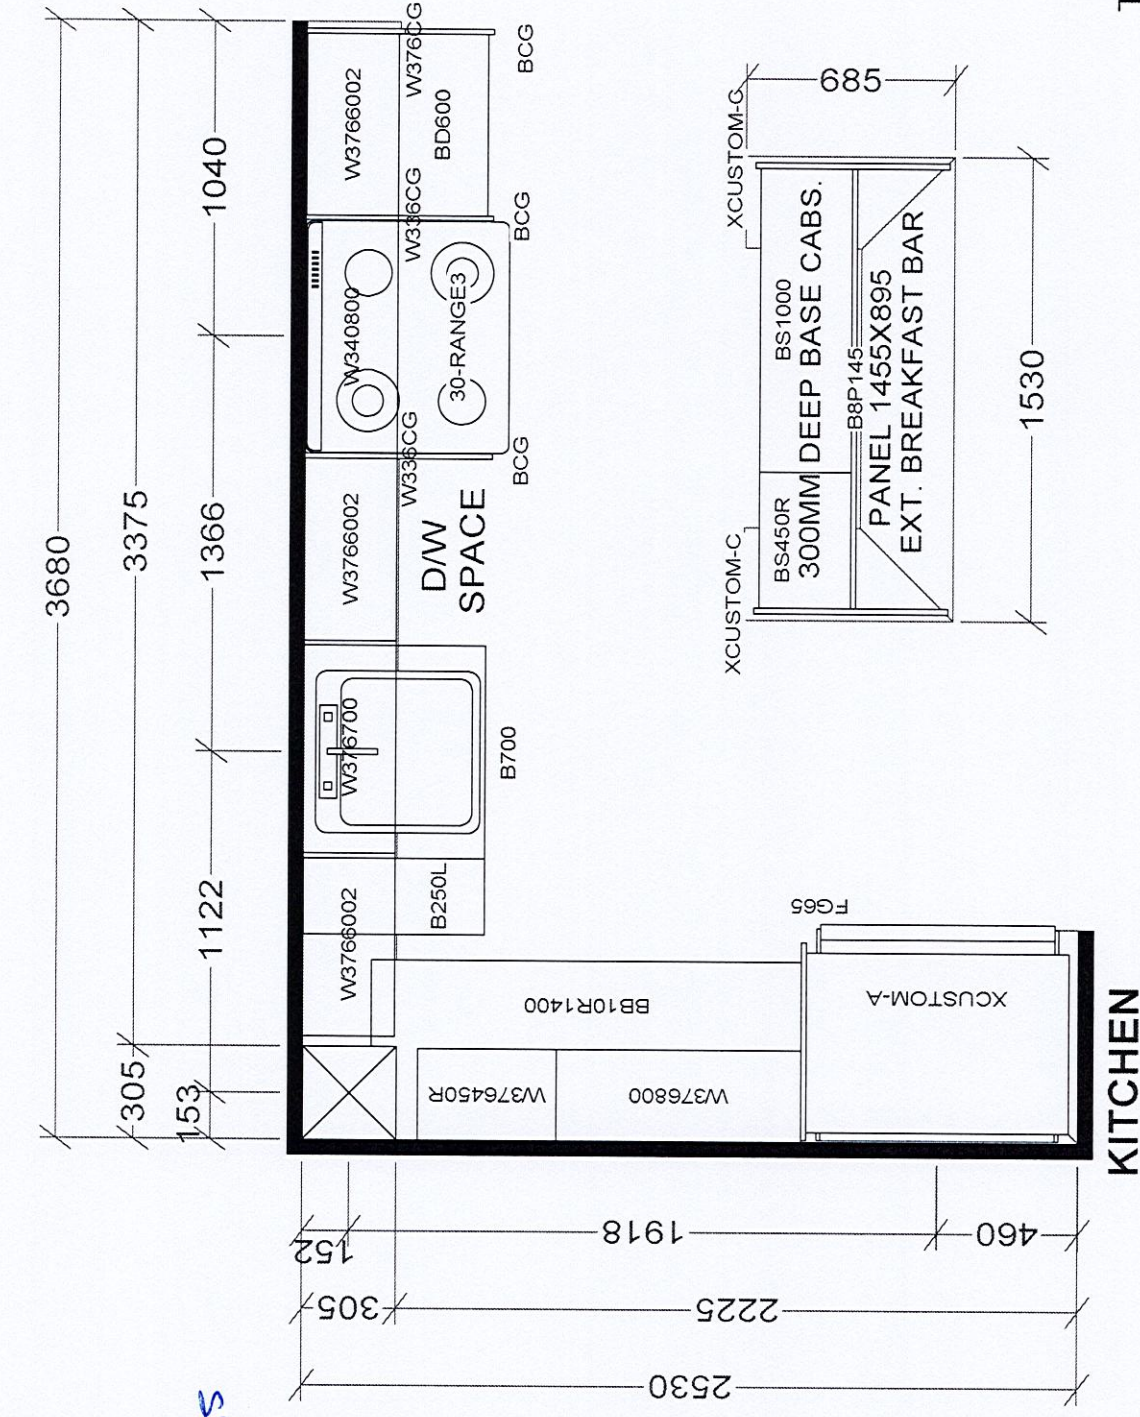 3680
3375
305
1040
1366
1122
153
W3766002
W376CG
BD600
BCG
W336CG
BCG
W340800
30-RANGE3
W336CG
BCG
W3766002
D/W
SPACE
W376700
B700
W3766002
B250L
BB10R1400
W376450R
W376800
XCUSTOM-A
FG65
152
1918
460
305
2225
2530
685
XCUSTOM-C
BS1000
BS450R
300MM DEEP BASE CABS.
B8P145
PANEL 1455X895
EXT. BREAKFAST BAR
XCUSTOM-C
1530
KITCHEN